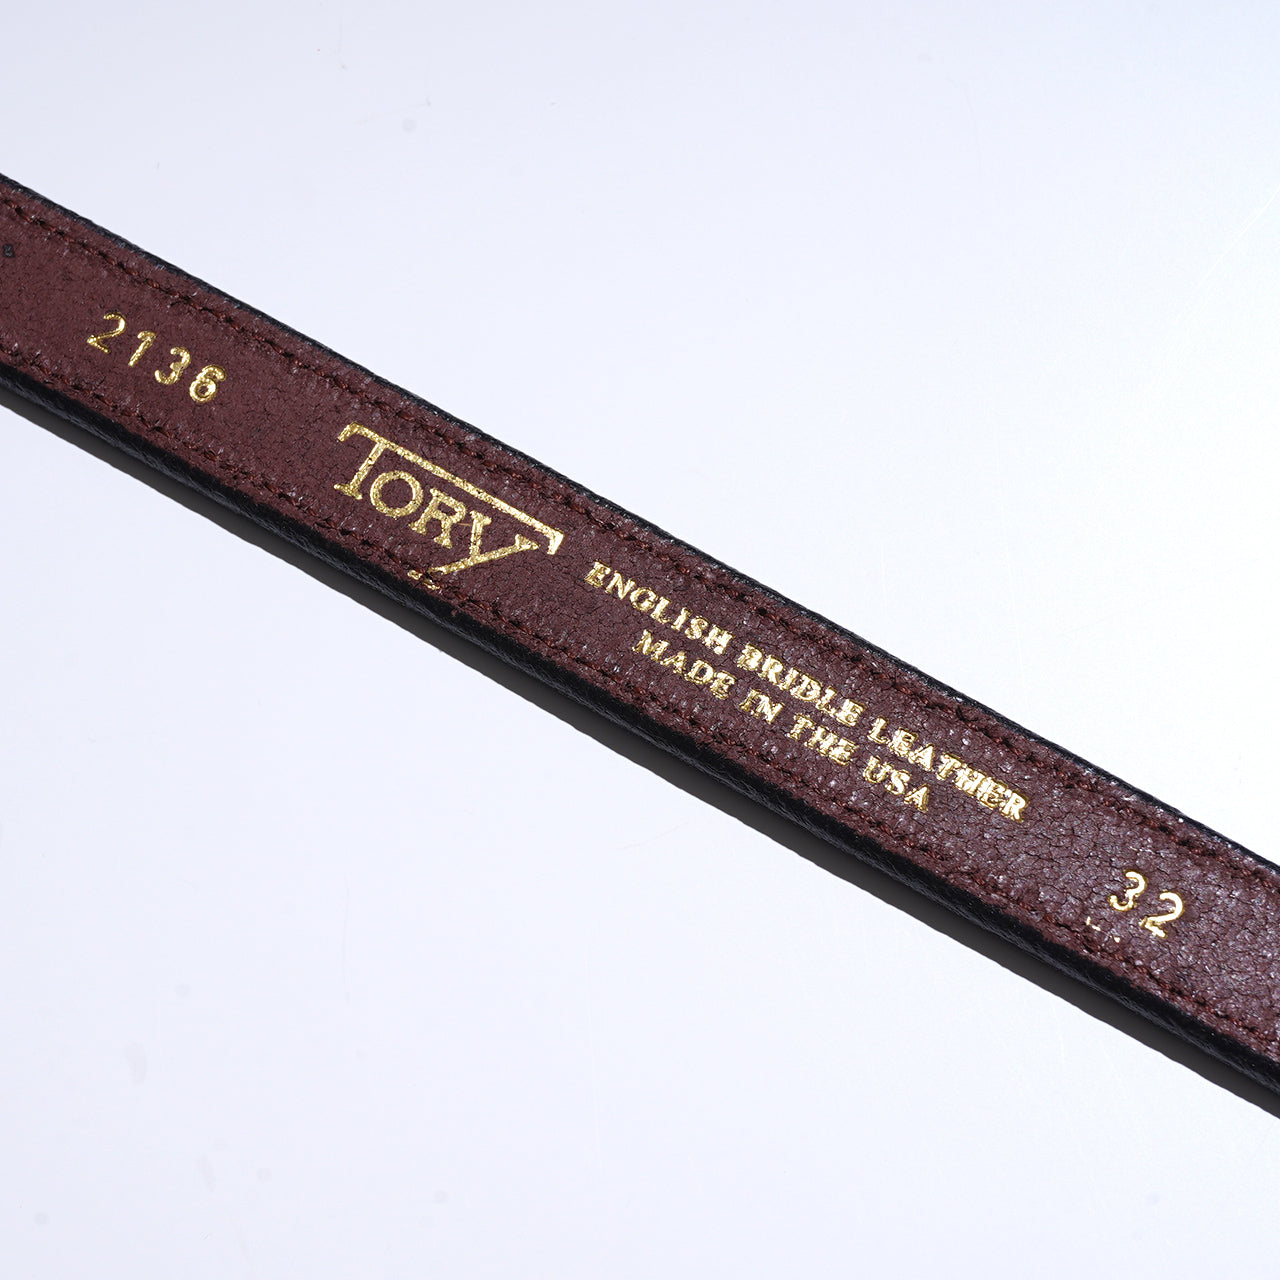 2136
TORY
ENGLISH BRIDLE LEATHER
MADE IN THE USA
32